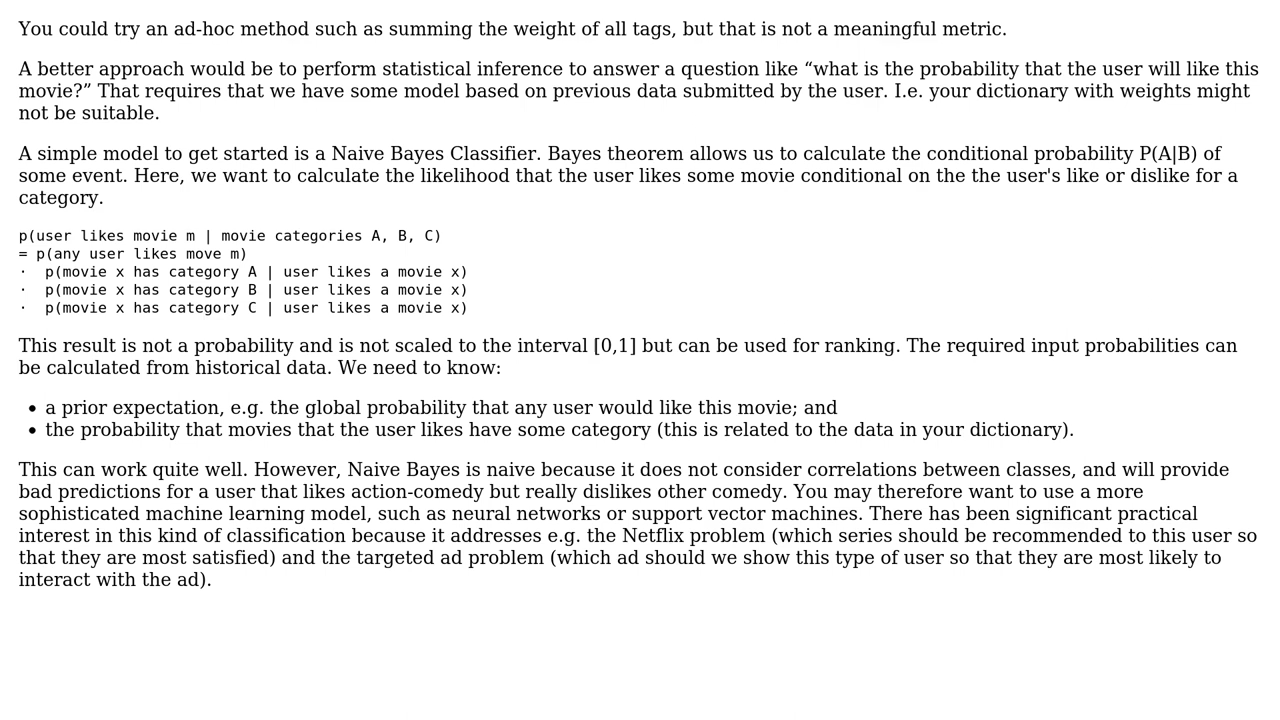 You could try an ad-hoc method such as summing the weight of all tags, but that is not a meaningful metric.
A better approach would be to perform statistical inference to answer a question like “what is the probability that the user will like this
movie?” That requires that we have some model based on previous data submitted by the user. I.e. your dictionary with weights might
not be suitable.
A simple model to get started is a Naive Bayes Classifier. Bayes theorem allows us to calculate the conditional probability P(A|B) of
some event. Here, we want to calculate the likelihood that the user likes some movie conditional on the the user's like or dislike for a
category.
p(user likes movie m | movie categories A, B, C)
= p(any user likes move m)
·  p(movie x has category A | user likes a movie x)
·  p(movie x has category B | user likes a movie x)
·  p(movie x has category C | user likes a movie x)
This result is not a probability and is not scaled to the interval [0,1] but can be used for ranking. The required input probabilities can
be calculated from historical data. We need to know:
• a prior expectation, e.g. the global probability that any user would like this movie; and
• the probability that movies that the user likes have some category (this is related to the data in your dictionary).
This can work quite well. However, Naive Bayes is naive because it does not consider correlations between classes, and will provide
bad predictions for a user that likes action-comedy but really dislikes other comedy. You may therefore want to use a more
sophisticated machine learning model, such as neural networks or support vector machines. There has been significant practical
interest in this kind of classification because it addresses e.g. the Netflix problem (which series should be recommended to this user so
that they are most satisfied) and the targeted ad problem (which ad should we show this type of user so that they are most likely to
interact with the ad).